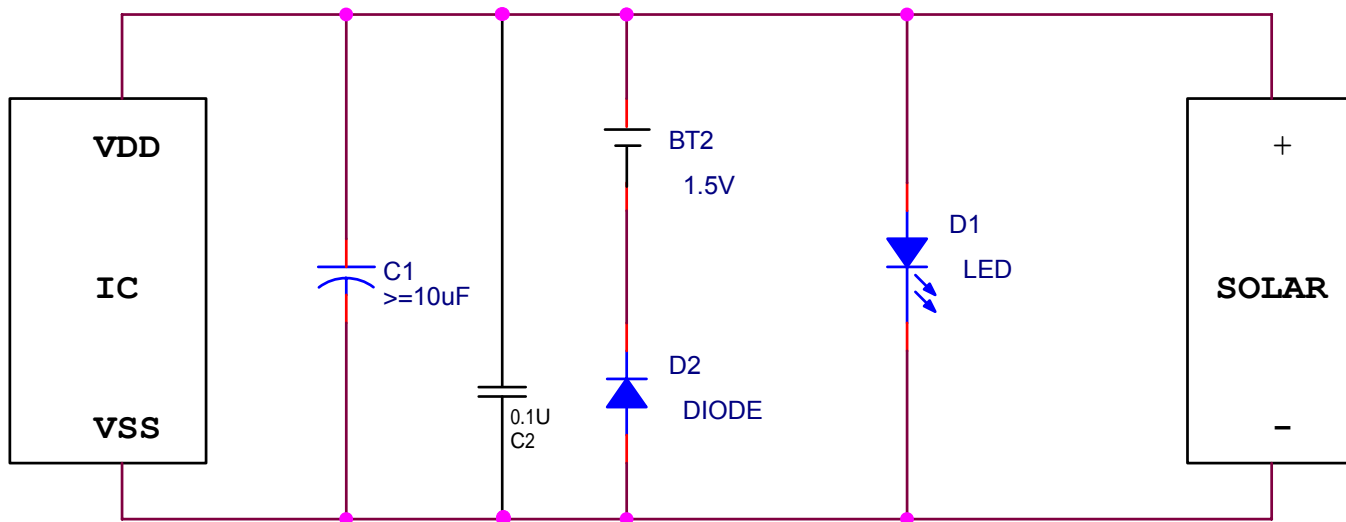 VDD
IC
VSS
C1
>=10uF
0.1U
C2
BT2
1.5V
D2
DIODE
D1
LED
+
SOLAR
-